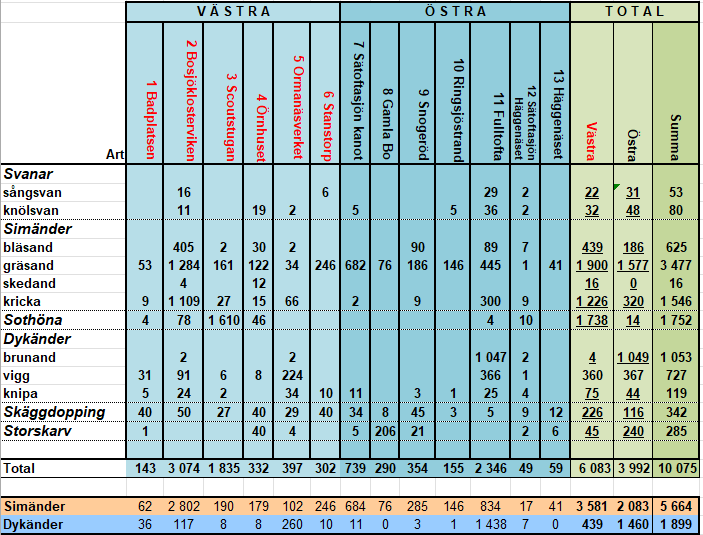 VÄSTRA ÖSTRA TOTAL
Art 1 Badplatsen 2 Bosjöklosterviken 3 Scoutstugan 4 Örnhuset 5 Ormanäsverket 6 Stanstorp 7 Sätoftasjön kanot 8 Gamla Bo 9 Snogeröd 10 Ringsjöstrand 11 Fulltofta 12 Sätoftasjön Häggenäset 13 Häggenäset Västra Östra Summa
Svanar
sångsvan 16 6 29 2 22 31 53
knölsvan 11 19 2 5 5 36 2 32 48 80
Simänder
bläsand 405 2 30 2 90 89 7 439 186 625
gräsand 53 1 284 161 122 34 246 682 76 186 146 445 1 41 1 900 1 577 3 477
skedand 4 12 16 0 16
kricka 9 1 109 27 15 66 2 9 300 9 1 226 320 1 546
Sothöna 4 78 1 610 46 4 10 1 738 14 1 752
Dykänder
brunand 2 2 1 047 2 4 1 049 1 053
vigg 31 91 6 8 224 366 1 360 367 727
knipa 5 24 2 34 10 11 3 1 25 4 75 44 119
Skäggdopping 40 50 27 40 29 40 34 8 45 3 5 9 12 226 116 342
Storskarv 1 40 4 5 206 21 2 6 45 240 285
Total 143 3 074 1 835 332 397 302 739 290 354 155 2 346 49 59 6 083 3 992 10 075
Simänder 62 2 802 190 179 102 246 684 76 285 146 834 17 41 3 581 2 083 5 664
Dykänder 36 117 8 8 260 10 11 0 3 1 1 438 7 0 439 1 460 1 899